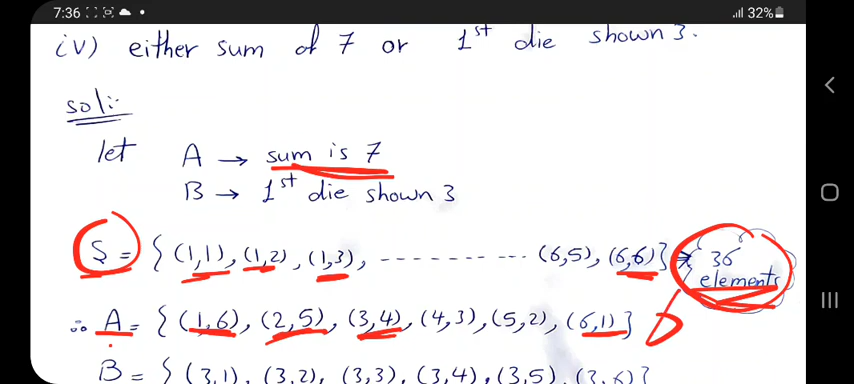 7:36 32%
iv) either sum of 7 or 1st die shown 3.
sol:-
let A → sum is 7
B → 1st die shown 3
S = { (1,1), (1,2), (1,3), --------- (6,5), (6,6)} → 36 elements
∴ A = { (1,6), (2,5), (3,4), (4,3), (5,2), (6,1) }
B = { (3,1), (3,2), (3,3), (3,4), (3,5), (3,6) }